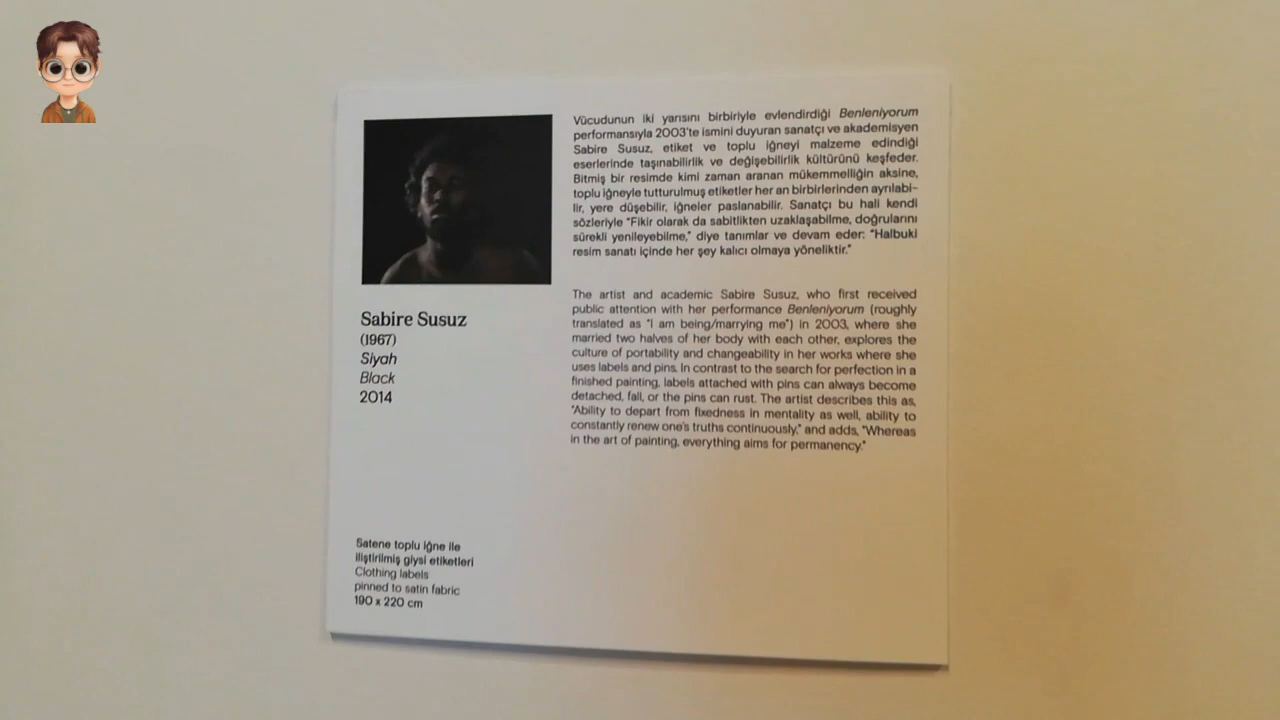 Sabire Susuz
(1967)
Siyah
Black
2014
Satene toplu iğne ile
iliştirilmiş giysi etiketleri
Clothing labels
pinned to satin fabric
190 x 220 cm
Vücudunun iki yarısını birbiriyle evlendirdiği Benleniyorum
performansıyla 2003'te ismini duyuran sanatçı ve akademisyen
Sabire Susuz, etiket ve toplu iğneyi malzeme edindiği
eserlerinde taşınabilirlik ve değişebilirlik kültürünü keşfeder.
Bitmiş bir resimde kimi zaman aranan mükemmelliğin aksine,
toplu iğneyle tutturulmuş etiketler her an birbirlerinden ayrılabi-
lir, yere düşebilir, iğneler paslanabilir. Sanatçı bu hali kendi
sözleriyle "Fikir olarak da sabitlikten uzaklaşabilme, doğrularını
sürekli yenileyebilme," diye tanımlar ve devam eder: "Halbuki
resim sanatı içinde her şey kalıcı olmaya yöneliktir."
The artist and academic Sabire Susuz, who first received
public attention with her performance Benleniyorum (roughly
translated as "I am being/marrying me") in 2003, where she
married two halves of her body with each other, explores the
culture of portability and changeability in her works where she
uses labels and pins. In contrast to the search for perfection in a
finished painting, labels attached with pins can always become
detached, fall, or the pins can rust. The artist describes this as,
"Ability to depart from fixedness in mentality as well, ability to
constantly renew one's truths continuously," and adds, "Whereas
in the art of painting, everything aims for permanency."